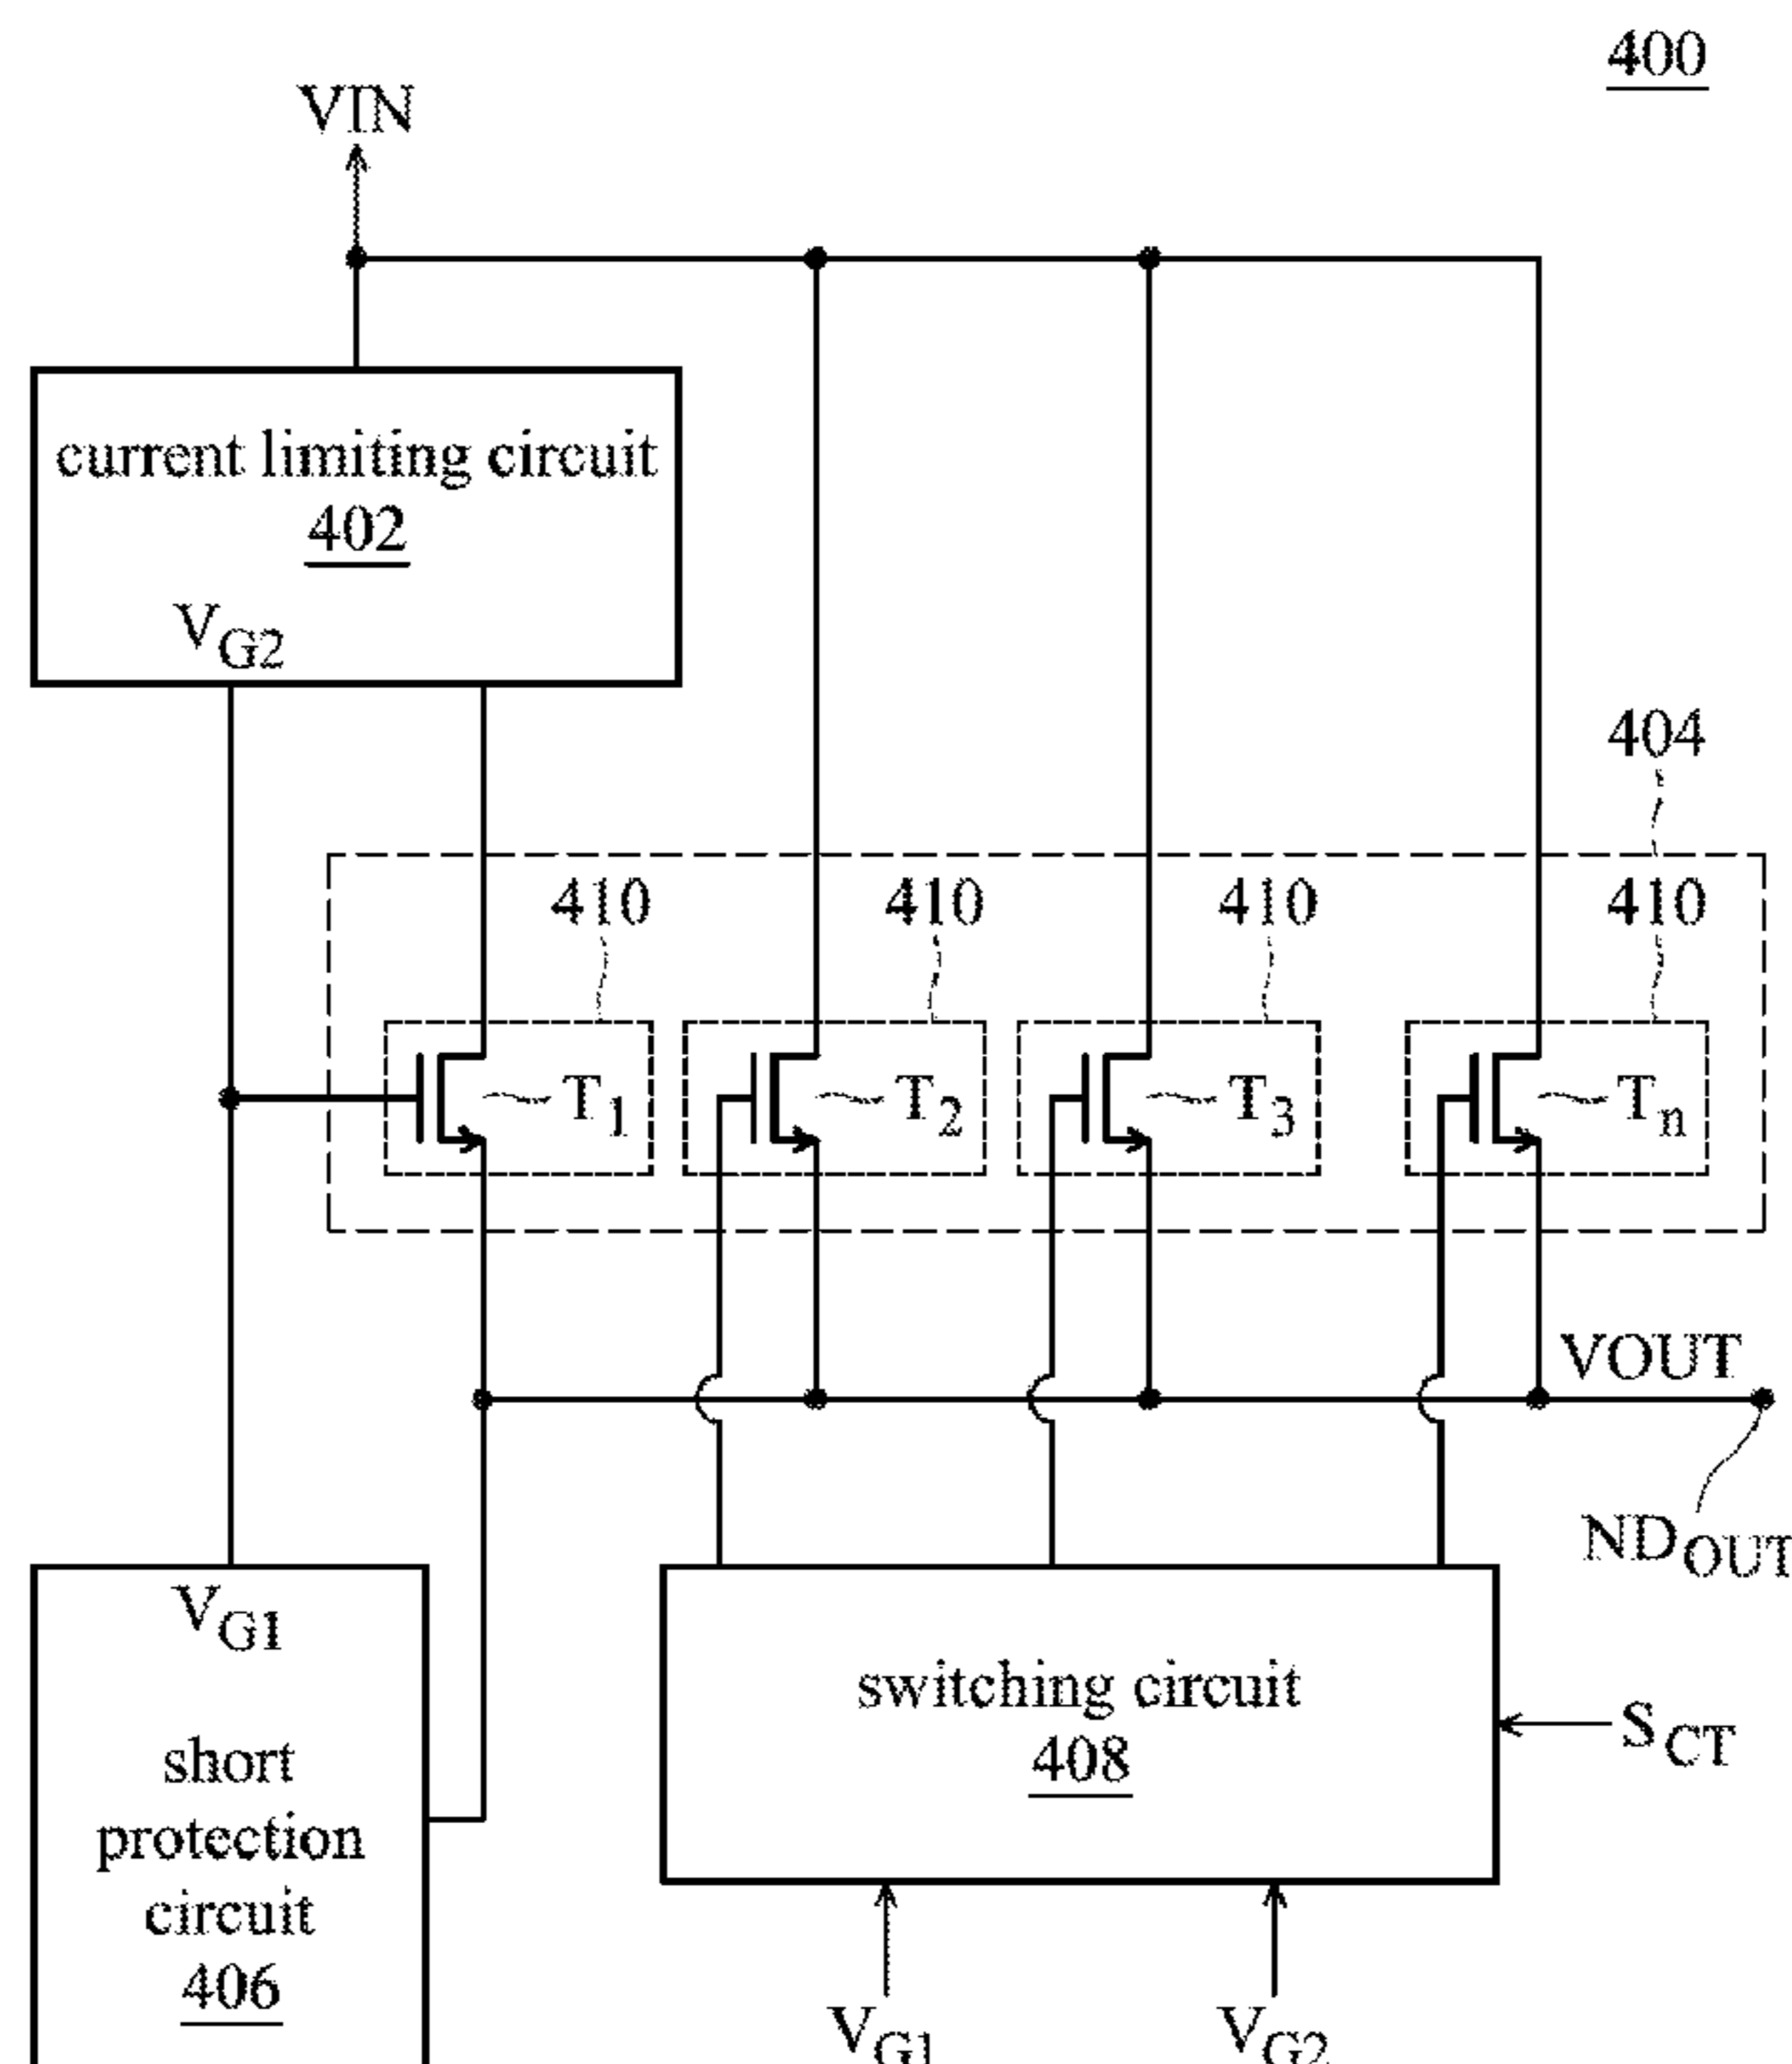 400
VIN
current limiting circuit
402
VG2
404
410 410 410 410
T1 T2 T3 Tn
VOUT
NDOUT
VG1
short
protection
circuit
406
switching circuit
408
SCT
VG1 VG2